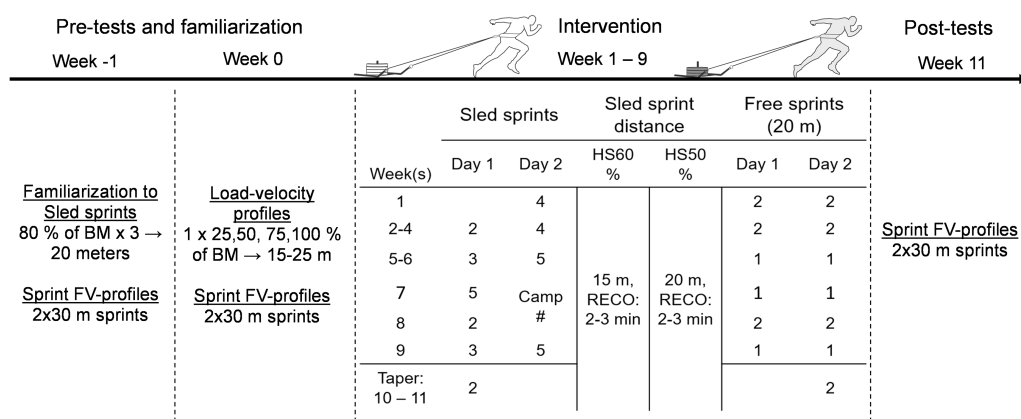 Pre-tests and familiarization
Intervention
Post-tests
Week -1
Week 0
Week 1 – 9
Week 11
Familiarization to
Sled sprints
80 % of BM x 3 →
20 meters
Sprint FV-profiles
2x30 m sprints
Load-velocity
profiles
1 x 25,50, 75,100 %
of BM → 15-25 m
Sprint FV-profiles
2x30 m sprints
Sled sprints
Sled sprint
distance
Free sprints
(20 m)
Week(s) Day 1 Day 2 HS60 % HS50 % Day 1 Day 2
1 4 2 2
2-4 2 4 2 2
5-6 3 5 1 1
7 5 Camp # 1 1
8 2 2 2
9 3 5 1 1
15 m,
RECO:
2-3 min
20 m,
RECO:
2-3 min
Taper:
10 – 11 2 2
Sprint FV-profiles
2x30 m sprints